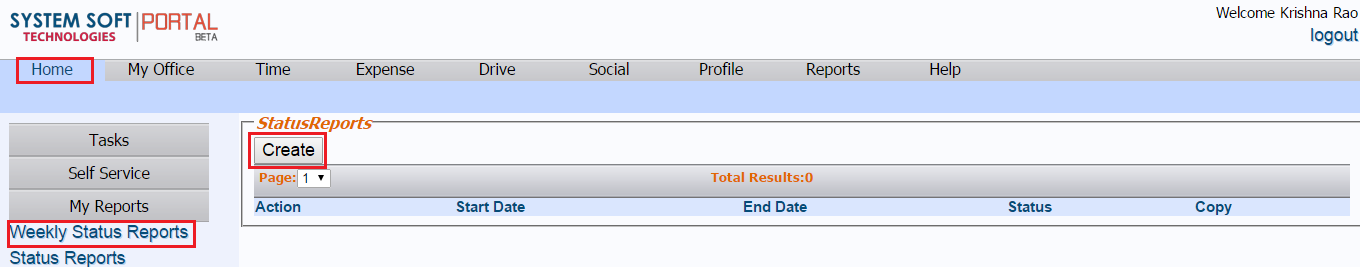 SYSTEM SOFT PORTAL
TECHNOLOGIES BETA
Welcome Krishna Rao
logout
Home My Office Time Expense Drive Social Profile Reports Help
Tasks
Self Service
My Reports
Weekly Status Reports
Status Reports
StatusReports
Create
Page: 1 Total Results:0
Action Start Date End Date Status Copy